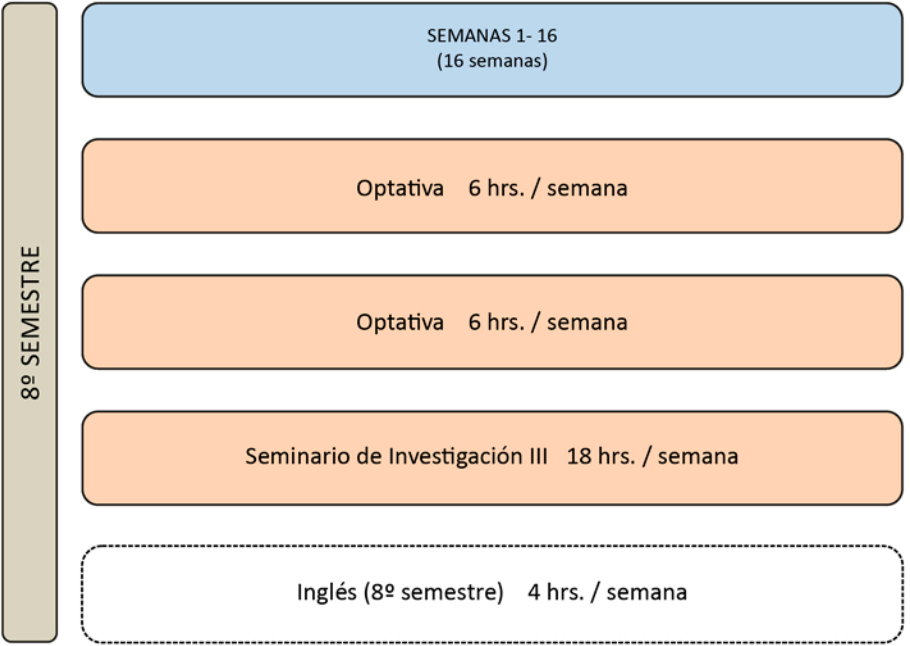 8º SEMESTRE
SEMANAS 1- 16
(16 semanas)
Optativa 6 hrs. / semana
Optativa 6 hrs. / semana
Seminario de Investigación III 18 hrs. / semana
Inglés (8º semestre) 4 hrs. / semana